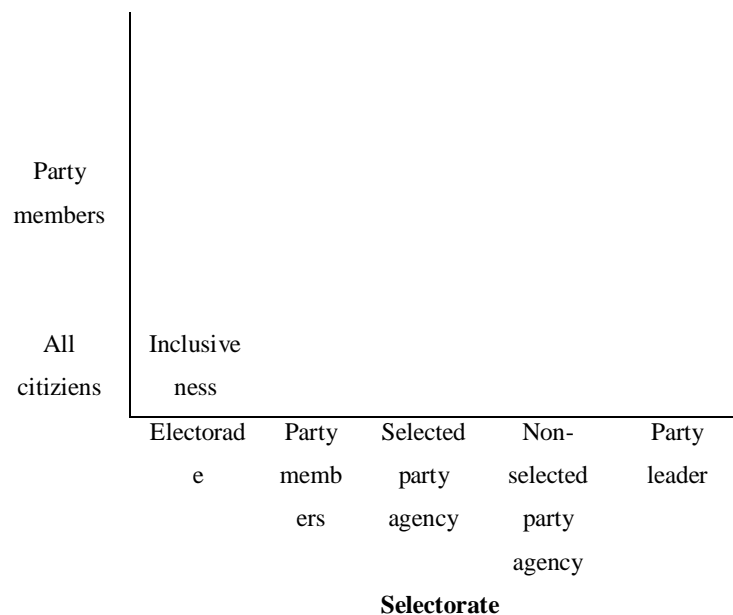 Party
members
All
citiziens
Inclusive
ness
Electorad
e
Party
memb
ers
Selected
party
agency
Non-
selected
party
agency
Party
leader
Selectorate